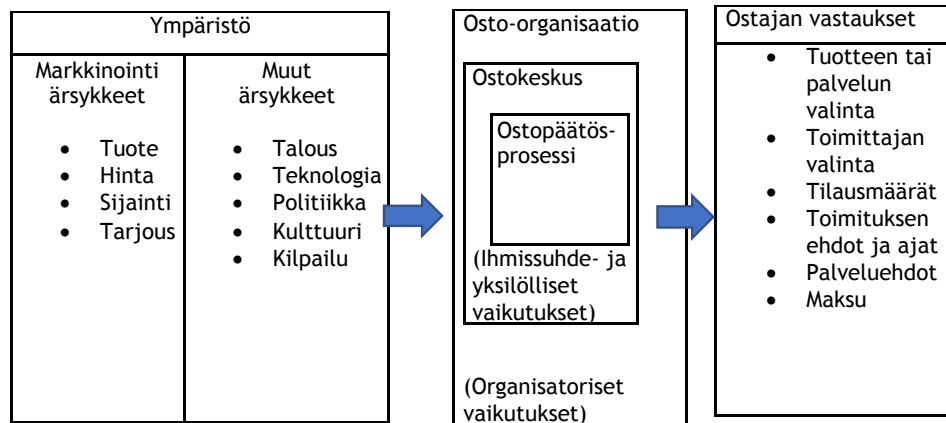 Ympäristö
Markkinointi
ärsykkeet
Tuote
Hinta
Sijainti
Tarjous
Muut
ärsykkeet
Talous
Teknologia
Politiikka
Kulttuuri
Kilpailu
Osto-organisaatio
Ostokeskus
Ostopäätös-
prosessi
(Ihmissuhde- ja
yksilölliset
vaikutukset)
(Organisatoriset
vaikutukset)
Ostajan vastaukset
Tuotteen tai
palvelun
valinta
Toimittajan
valinta
Tilausmäärät
Toimituksen
ehdot ja ajat
Palveluehdot
Maksu